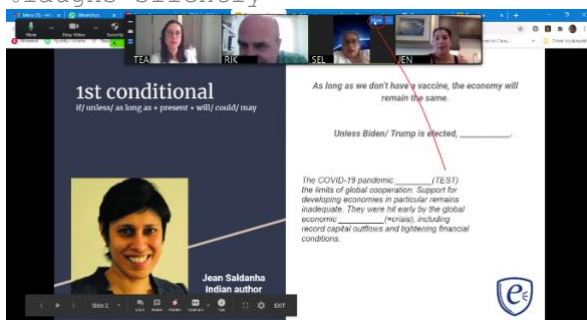 *laughs silently*
TEA
RIK
SEL
JEN
1st conditional
if/ unless/ as long as + present + will/ could/ may
As long as we don't have a vaccine, the economy will
remain the same.
Unless Biden/ Trump is elected, __________.
The COVID-19 pandemic ________(TEST)
the limits of global cooperation. Support for
developing economies in particular remains
inadequate. They were hit early by the global
economic __________(≈crisis), including
record capital outflows and tightening financial
conditions.
Jean Saldanha
Indian author
Slide 2
EXIT